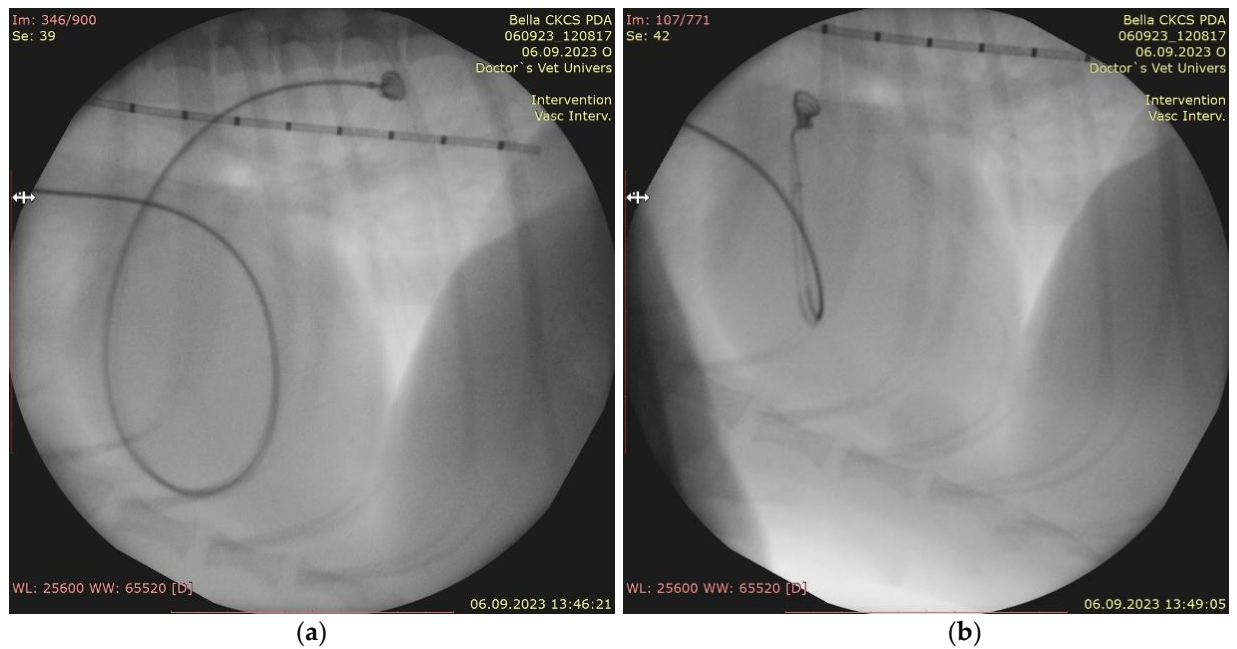 Im: 346/900
Se: 39
Bella CKCS PDA
060923_120817
06.09.2023 O
Doctor`s Vet Univers
Intervention
Vasc Interv.
WL: 25600 WW: 65520 [D]
06.09.2023 13:46:21
(a)
Im: 107/771
Se: 42
Bella CKCS PDA
060923_120817
06.09.2023 O
Doctor`s Vet Univers
Intervention
Vasc Interv.
WL: 25600 WW: 65520 [D]
06.09.2023 13:49:05
(b)